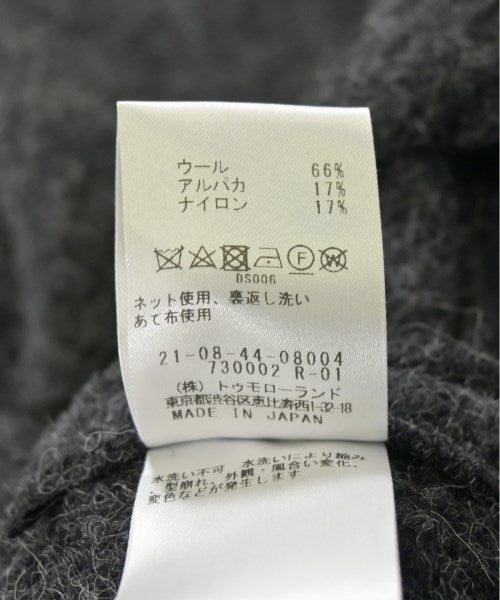 ウール 66%
アルパカ 17%
ナイロン 17%
F W
DS006
ネット使用、裏返し洗い
あて布使用
21-08-44-08004
730002 R-01
(株)トゥモローランド
東京都渋谷区恵比寿西1-32-18
MADE IN JAPAN
水洗い不可 水洗いにより縮み
・型崩れ、外観・風合い変化、
変色などが発生します